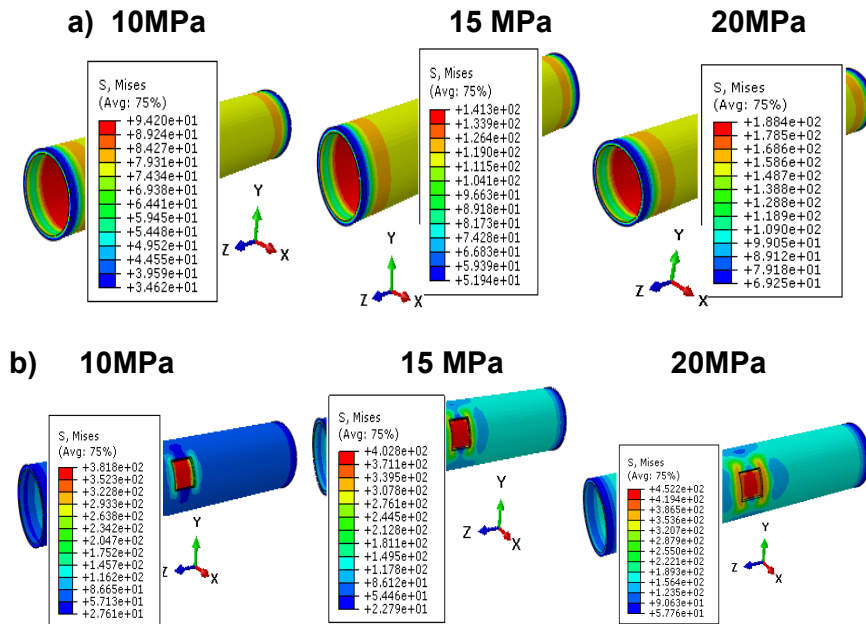 a) 10MPa 15 MPa 20MPa
S, Mises
(Avg: 75%)
+9.420e+01
+8.924e+01
+8.427e+01
+7.931e+01
+7.434e+01
+6.938e+01
+6.441e+01
+5.945e+01
+5.448e+01
+4.952e+01
+4.455e+01
+3.959e+01
+3.462e+01
Y
Z
X
S, Mises
(Avg: 75%)
+1.413e+02
+1.339e+02
+1.264e+02
+1.190e+02
+1.115e+02
+1.041e+02
+9.663e+01
+8.918e+01
+8.173e+01
+7.428e+01
+6.683e+01
+5.939e+01
+5.194e+01
Y
Z
X
S, Mises
(Avg: 75%)
+1.884e+02
+1.785e+02
+1.686e+02
+1.586e+02
+1.487e+02
+1.388e+02
+1.288e+02
+1.189e+02
+1.090e+02
+9.905e+01
+8.912e+01
+7.918e+01
+6.925e+01
Y
Z
X
b) 10MPa 15 MPa 20MPa
S, Mises
(Avg: 75%)
+3.818e+02
+3.523e+02
+3.228e+02
+2.933e+02
+2.638e+02
+2.342e+02
+2.047e+02
+1.752e+02
+1.457e+02
+1.162e+02
+8.665e+01
+5.713e+01
+2.761e+01
Y
Z
X
S, Mises
(Avg: 75%)
+4.028e+02
+3.711e+02
+3.395e+02
+3.078e+02
+2.761e+02
+2.445e+02
+2.128e+02
+1.811e+02
+1.495e+02
+1.178e+02
+8.612e+01
+5.446e+01
+2.279e+01
Y
Z
X
S, Mises
(Avg: 75%)
+4.522e+02
+4.194e+02
+3.865e+02
+3.536e+02
+3.207e+02
+2.879e+02
+2.550e+02
+2.221e+02
+1.893e+02
+1.564e+02
+1.235e+02
+9.063e+01
+5.776e+01
Y
Z
X